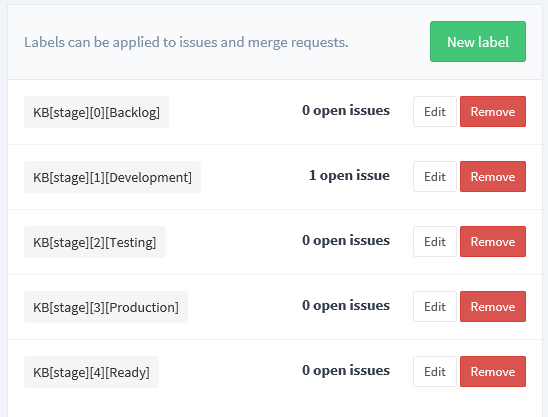 Labels can be applied to issues and merge requests. New label
KB[stage][0][Backlog] 0 open issues Edit Remove
KB[stage][1][Development] 1 open issue Edit Remove
KB[stage][2][Testing] 0 open issues Edit Remove
KB[stage][3][Production] 0 open issues Edit Remove
KB[stage][4][Ready] 0 open issues Edit Remove